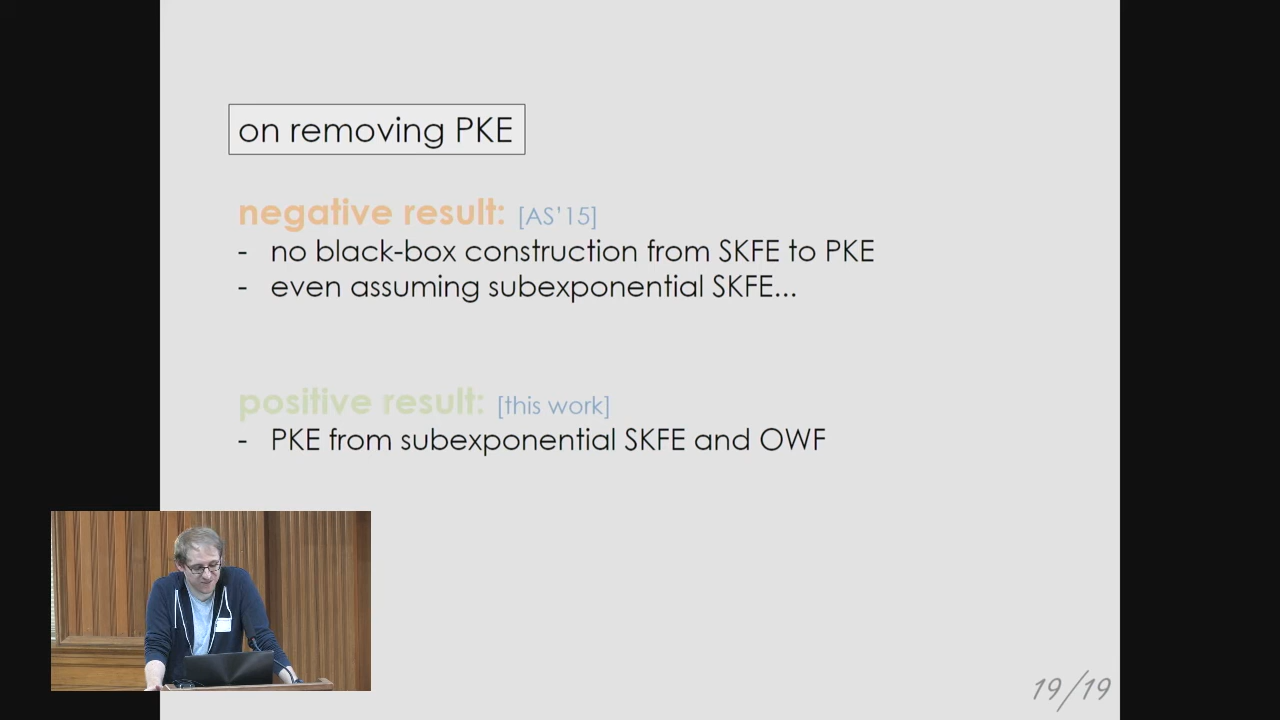 on removing PKE
negative result: [AS'15]
- no black-box construction from SKFE to PKE
- even assuming subexponential SKFE...
positive result: [this work]
- PKE from subexponential SKFE and OWF
19/19